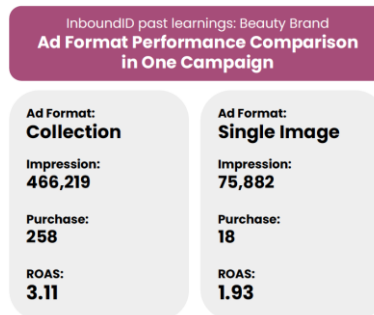 InboundID past learnings: Beauty Brand
Ad Format Performance Comparison
in One Campaign
Ad Format:
Collection
Impression:
466,219
Purchase:
258
ROAS:
3.11
Ad Format:
Single Image
Impression:
75,882
Purchase:
18
ROAS:
1.93